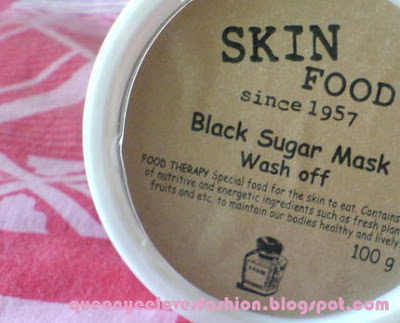 SKIN
FOOD
since 1957
Black Sugar Mask
Wash off
FOOD THERAPY Special food for the skin to eat. Contains
of nutritive and energetic ingredients such as fresh plan
fruits and etc. to maintain our bodies healthy and lively.
100 g
queenyeelovesfashion.blogspot.com